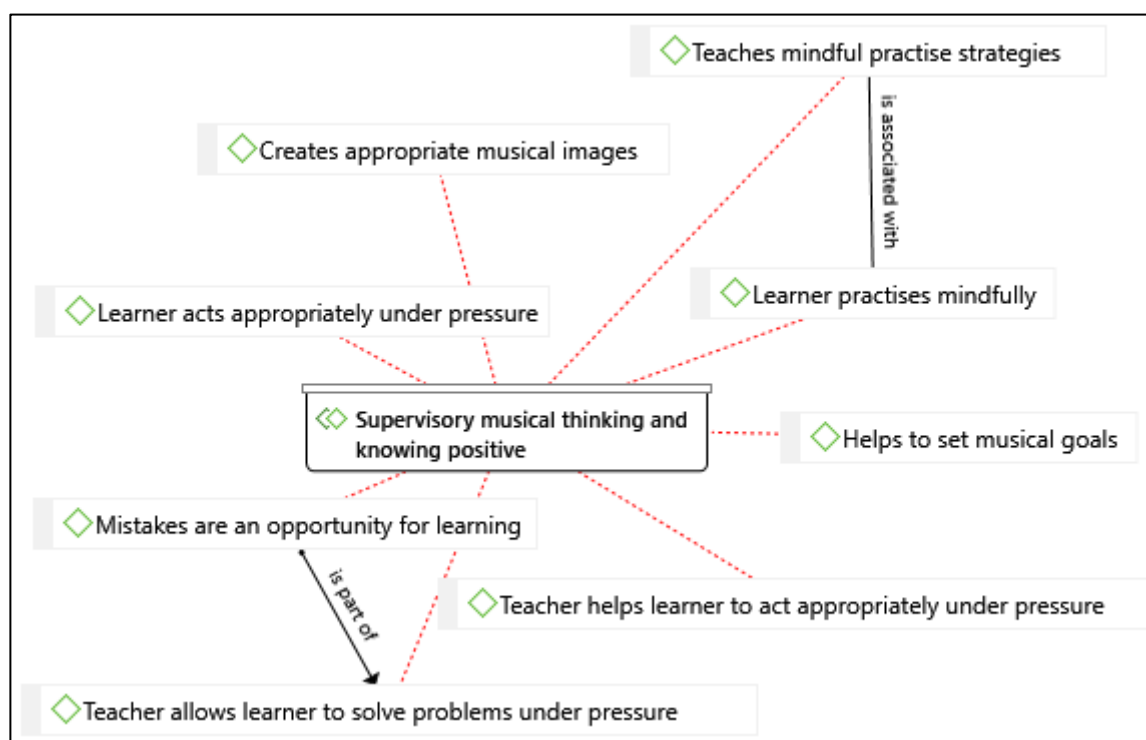 Teaches mindful practise strategies
Creates appropriate musical images
is associated with
Learner practises mindfully
Learner acts appropriately under pressure
Supervisory musical thinking and
knowing positive
Helps to set musical goals
Mistakes are an opportunity for learning
is part of
Teacher helps learner to act appropriately under pressure
Teacher allows learner to solve problems under pressure